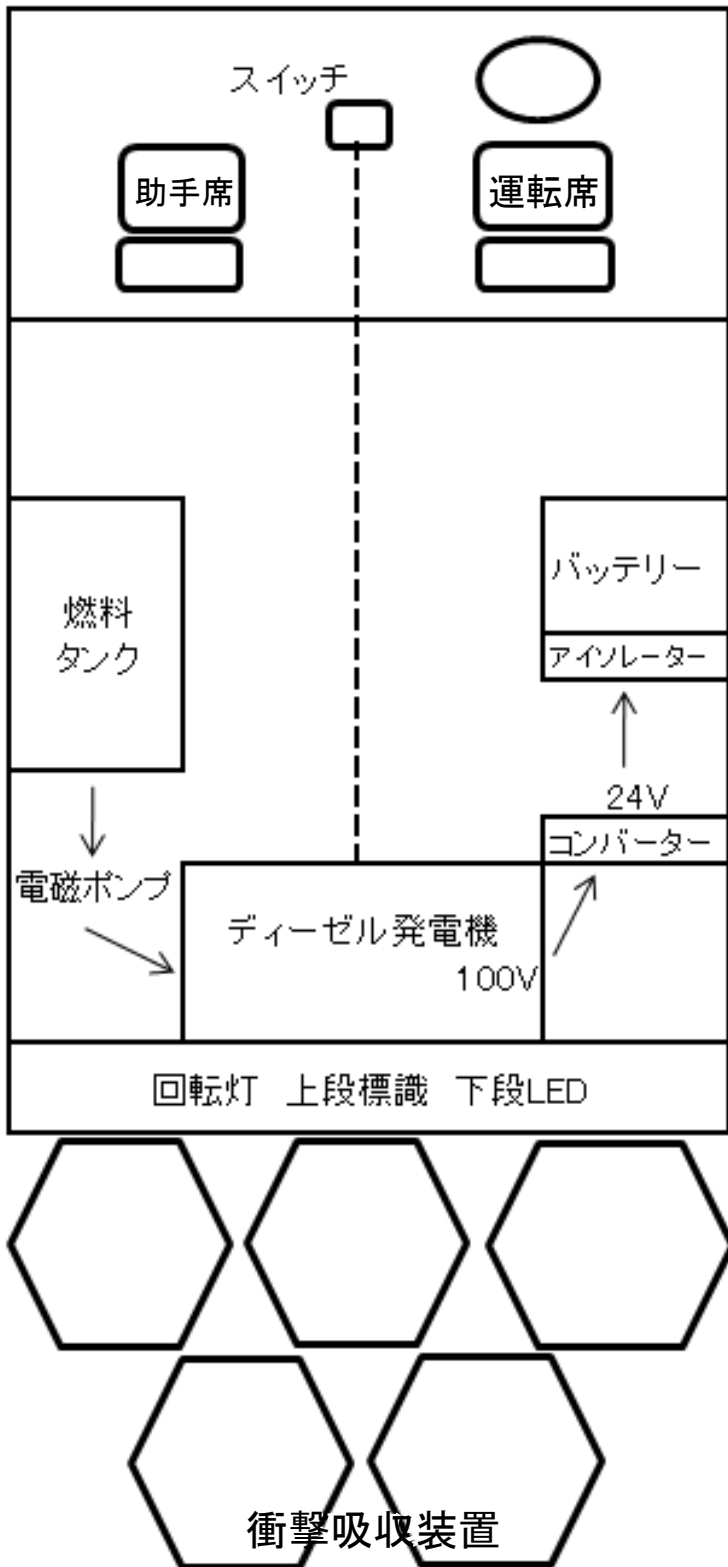 スイッチ
助手席
運転席
燃料
タンク
バッテリー
アイソレーター
24V
コンバーター
電磁ポンプ
ディーゼル発電機
100V
回転灯 上段標識 下段LED
衝撃吸収装置